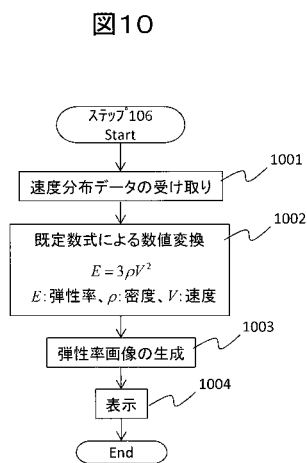 図10
ステップ106
Start
1001
速度分布データの受け取り
1002
既定数式による数値変換
E = 3ρV²
E:弾性率、ρ:密度、V:速度
1003
弾性率画像の生成
1004
表示
End